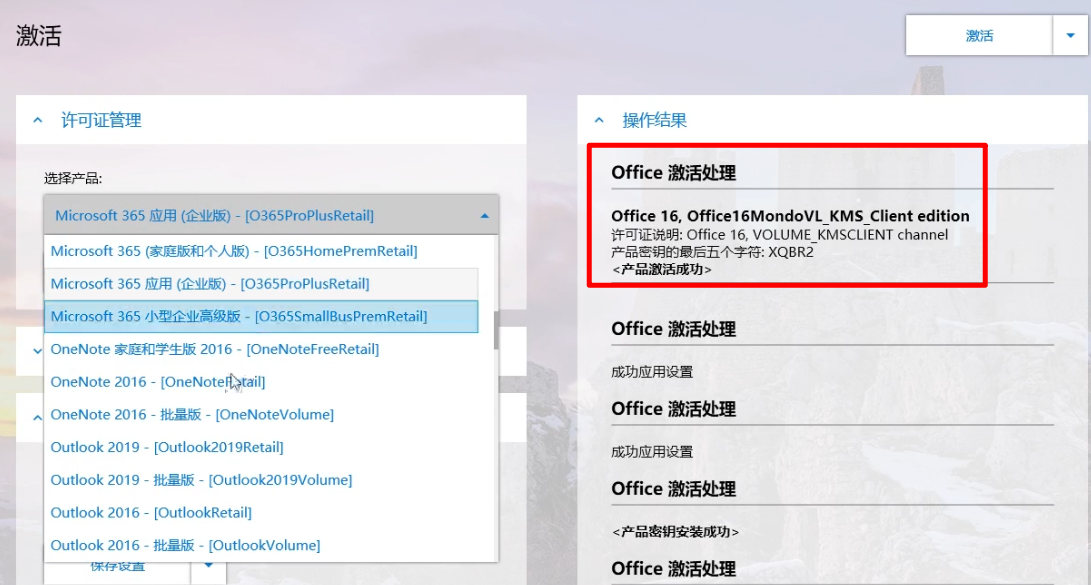 激活
激活
许可证管理
选择产品:
Microsoft 365 应用 (企业版) - [O365ProPlusRetail]
Microsoft 365 (家庭版和个人版) - [O365HomePremRetail]
Microsoft 365 应用 (企业版) - [O365ProPlusRetail]
Microsoft 365 小型企业高级版 - [O365SmallBusPremRetail]
OneNote 家庭和学生版 2016 - [OneNoteFreeRetail]
OneNote 2016 - [OneNoteRetail]
OneNote 2016 - 批量版 - [OneNoteVolume]
Outlook 2019 - [Outlook2019Retail]
Outlook 2019 - 批量版 - [Outlook2019Volume]
Outlook 2016 - [OutlookRetail]
Outlook 2016 - 批量版 - [OutlookVolume]
保存设置
操作结果
Office 激活处理
Office 16, Office16MondoVL_KMS_Client edition
许可证说明: Office 16, VOLUME_KMSCLIENT channel
产品密钥的最后五个字符: XQBR2
<产品激活成功>
Office 激活处理
成功应用设置
Office 激活处理
成功应用设置
Office 激活处理
<产品密钥安装成功>
Office 激活处理